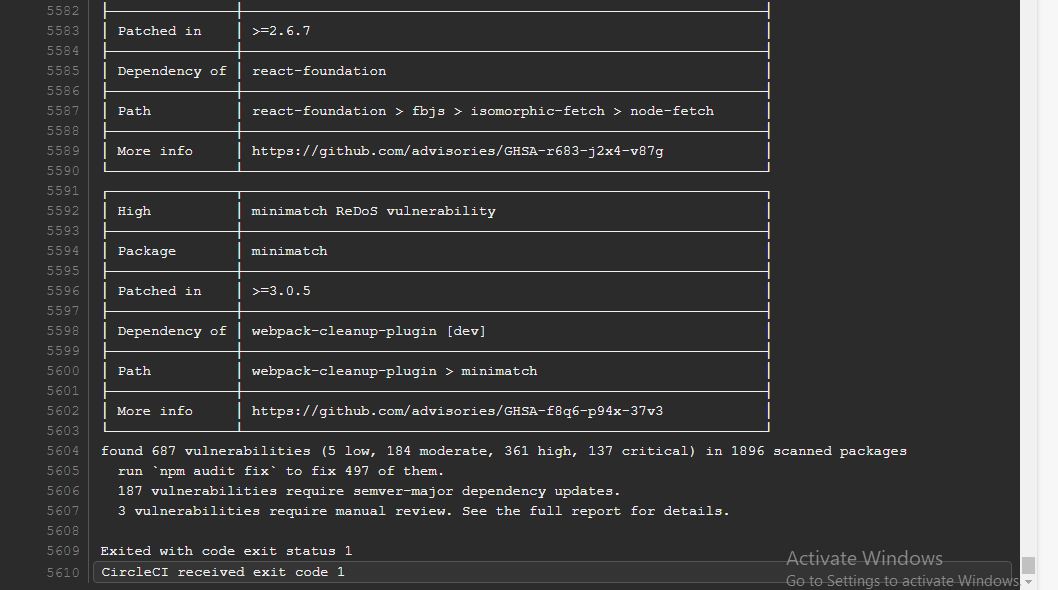 5582
5583 Patched in >=2.6.7
5584
5585 Dependency of react-foundation
5586
5587 Path react-foundation > fbjs > isomorphic-fetch > node-fetch
5588
5589 More info https://github.com/advisories/GHSA-r683-j2x4-v87g
5590
5591
5592 High minimatch ReDoS vulnerability
5593
5594 Package minimatch
5595
5596 Patched in >=3.0.5
5597
5598 Dependency of webpack-cleanup-plugin [dev]
5599
5600 Path webpack-cleanup-plugin > minimatch
5601
5602 More info https://github.com/advisories/GHSA-f8q6-p94x-37v3
5603
5604 found 687 vulnerabilities (5 low, 184 moderate, 361 high, 137 critical) in 1896 scanned packages
5605 run `npm audit fix` to fix 497 of them.
5606 187 vulnerabilities require semver-major dependency updates.
5607 3 vulnerabilities require manual review. See the full report for details.
5608
5609 Exited with code exit status 1
5610 CircleCI received exit code 1
Activate Windows
Go to Settings to activate Windows